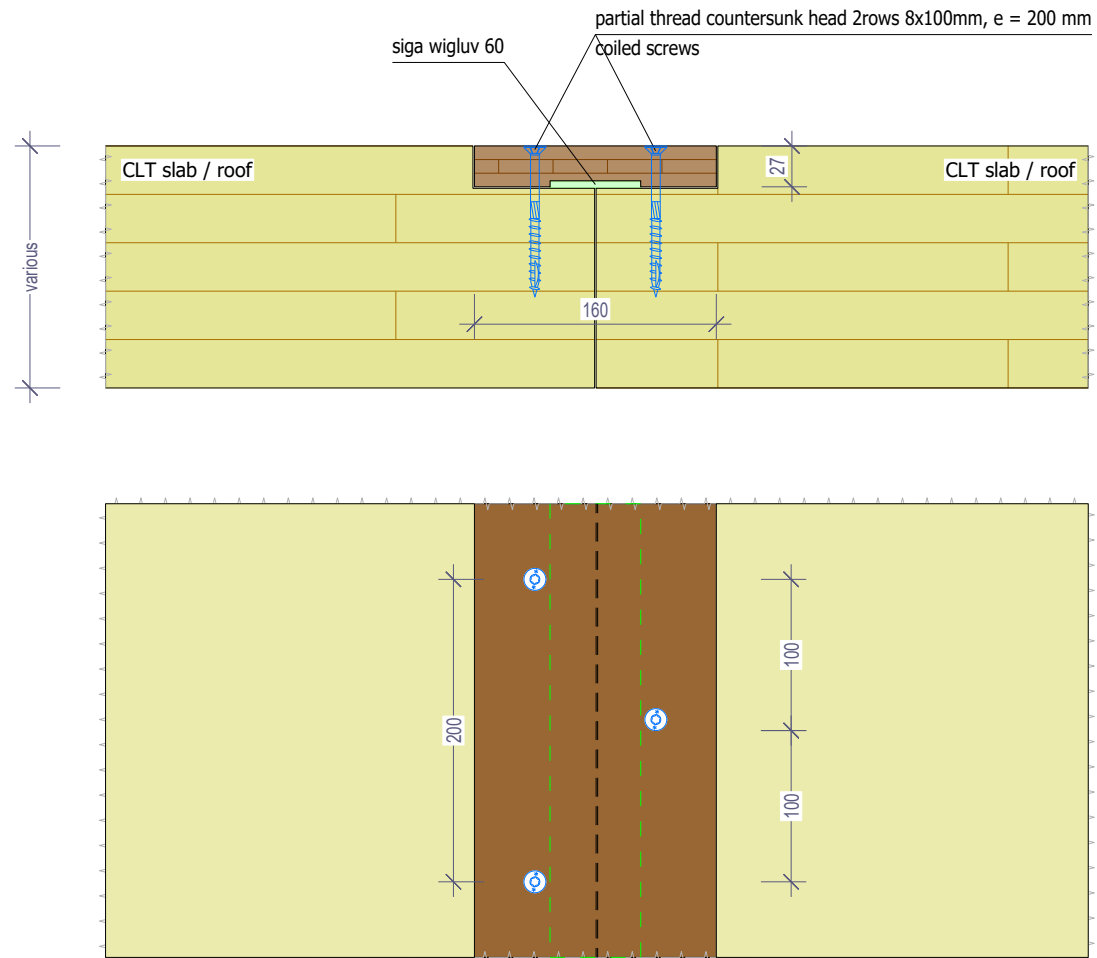 partial thread countersunk head 2rows 8x100mm, e = 200 mm
siga wigluv 60
coiled screws
CLT slab / roof
27
CLT slab / roof
various
160
100
200
100